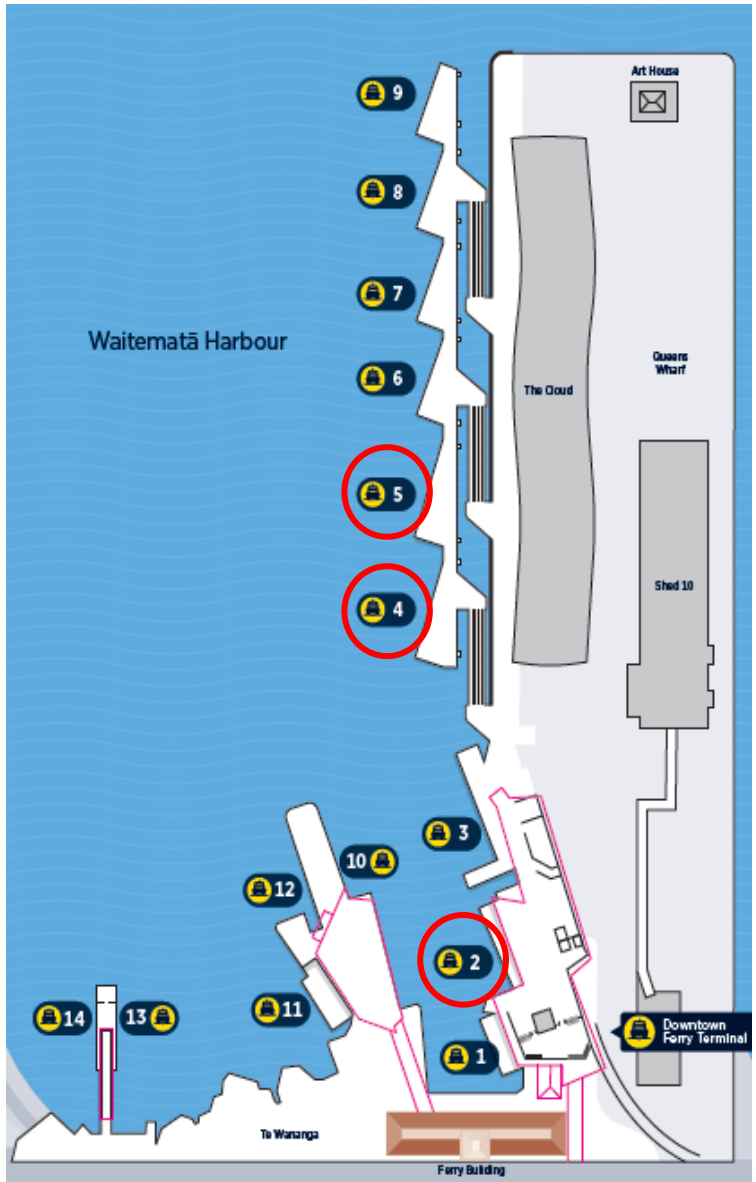 Art House
9
8
7
Waitematā Harbour
Queens
Wharf
6
The Cloud
5
Shed 10
4
3
10
12
2
11
14
13
Downtown
Ferry Terminal
1
Te Wananga
Ferry Building